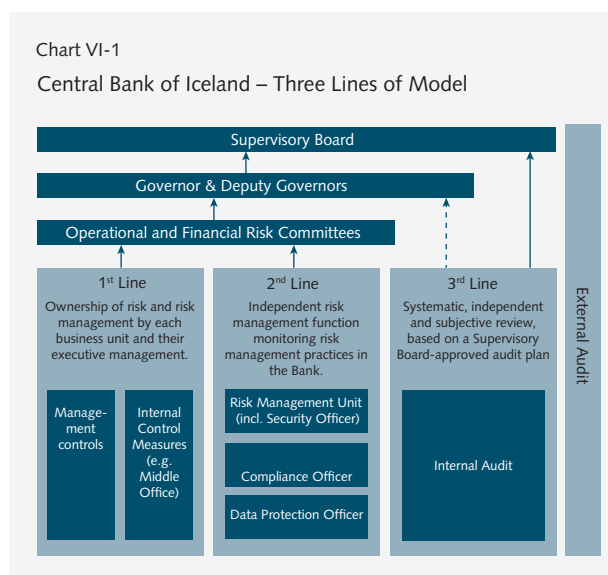 Chart VI-1
Central Bank of Iceland – Three Lines of Model
Supervisory Board
Governor & Deputy Governors
Operational and Financial Risk Committees
1st Line
Ownership of risk and risk
management by each
business unit and their
executive management.
Manage-
ment
controls
Internal
Control
Measures
(e.g.
Middle
Office)
2nd Line
Independent risk
management function
monitoring risk
management practices in
the Bank.
Risk Management Unit
(incl. Security Officer)
Compliance Officer
Data Protection Officer
3rd Line
Systematic, independent
and subjective review,
based on a Supervisory
Board-approved audit plan
Internal Audit
External Audit